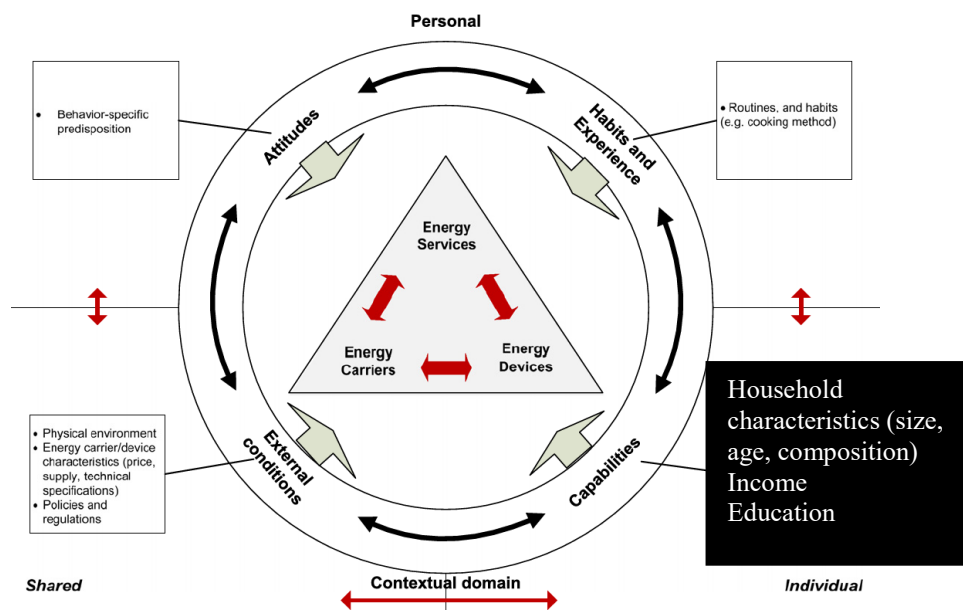 Personal
• Behavior-specific
predisposition
Attitudes
Habits and
Experience
• Routines, and habits
(e.g. cooking method)
Energy
Services
Energy
Carriers
Energy
Devices
• Physical environment
• Energy carrier/device
characteristics (price,
supply, technical
specifications)
• Policies and
regulations
External
conditions
Capabilities
Household
characteristics (size,
age, composition)
Income
Education
Shared
Contextual domain
Individual